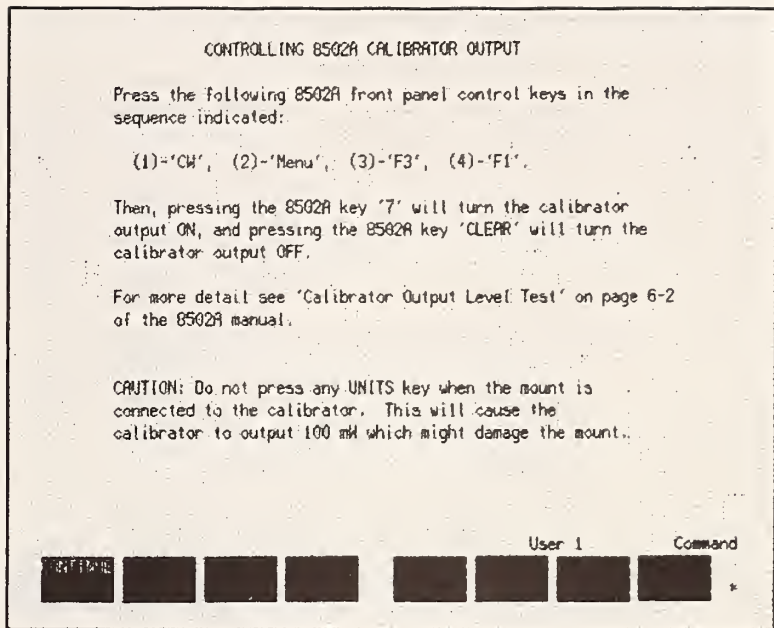 CONTROLLING 8502A CALIBRATOR OUTPUT
Press the following 8502A front panel control keys in the
sequence indicated:
(1)-'CW', (2)-'Menu', (3)-'F3', (4)-'F1'.
Then, pressing the 8502A key '7' will turn the calibrator
output ON, and pressing the 8502A key 'CLEAR' will turn the
calibrator output OFF.
For more detail see 'Calibrator Output Level Test' on page 6-2
of the 8502A manual.
CAUTION: Do not press any UNITS key when the mount is
connected to the calibrator. This will cause the
calibrator to output 100 mW which might damage the mount.
User 1 Command
CONTINUE
*